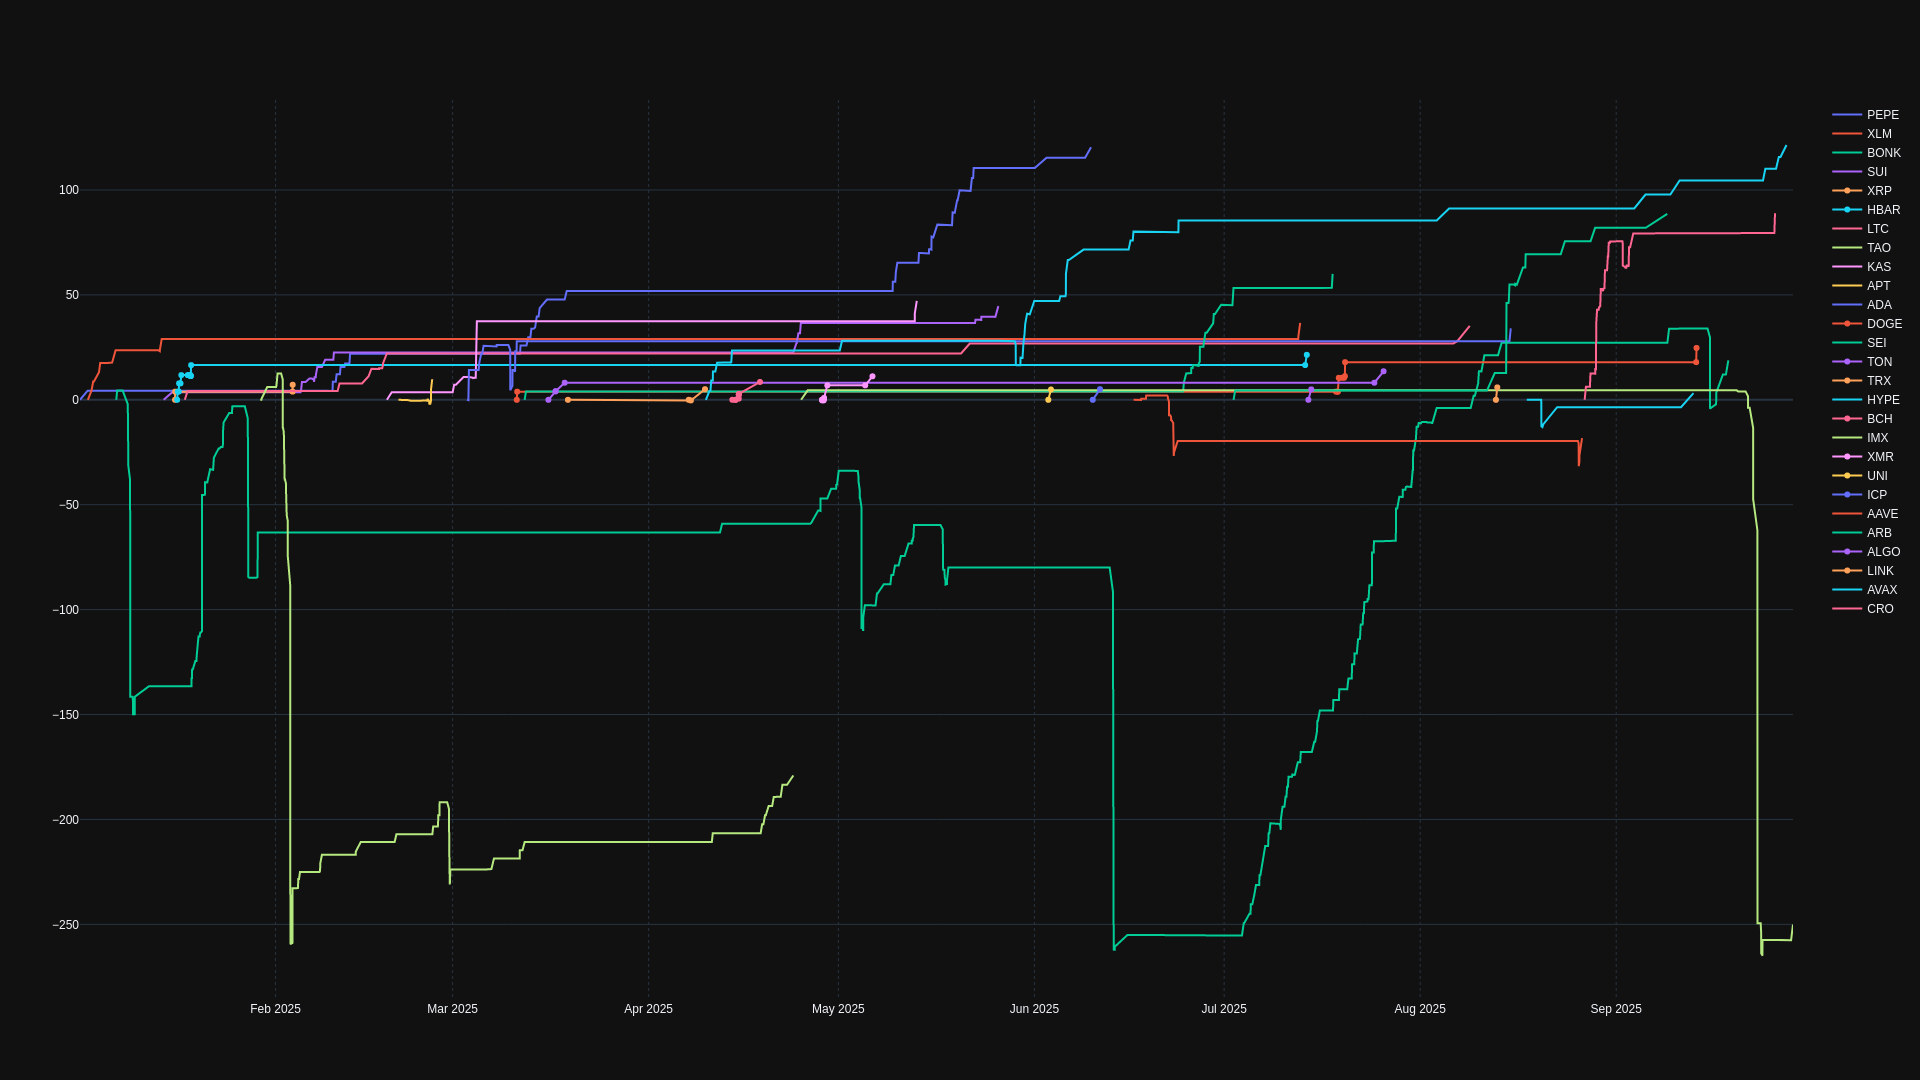 100
50
0
−50
−100
−150
−200
−250
Feb 2025
Mar 2025
Apr 2025
May 2025
Jun 2025
Jul 2025
Aug 2025
Sep 2025
PEPE
XLM
BONK
SUI
XRP
HBAR
LTC
TAO
KAS
APT
ADA
DOGE
SEI
TON
TRX
HYPE
BCH
IMX
XMR
UNI
ICP
AAVE
ARB
ALGO
LINK
AVAX
CRO